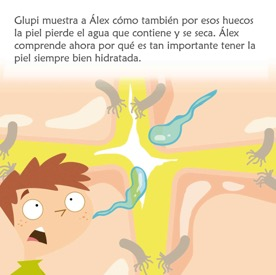 Glupi muestra a Álex cómo también por esos huecos
la piel pierde el agua que contiene y se seca. Álex
comprende ahora por qué es tan importante tener la
piel siempre bien hidratada.